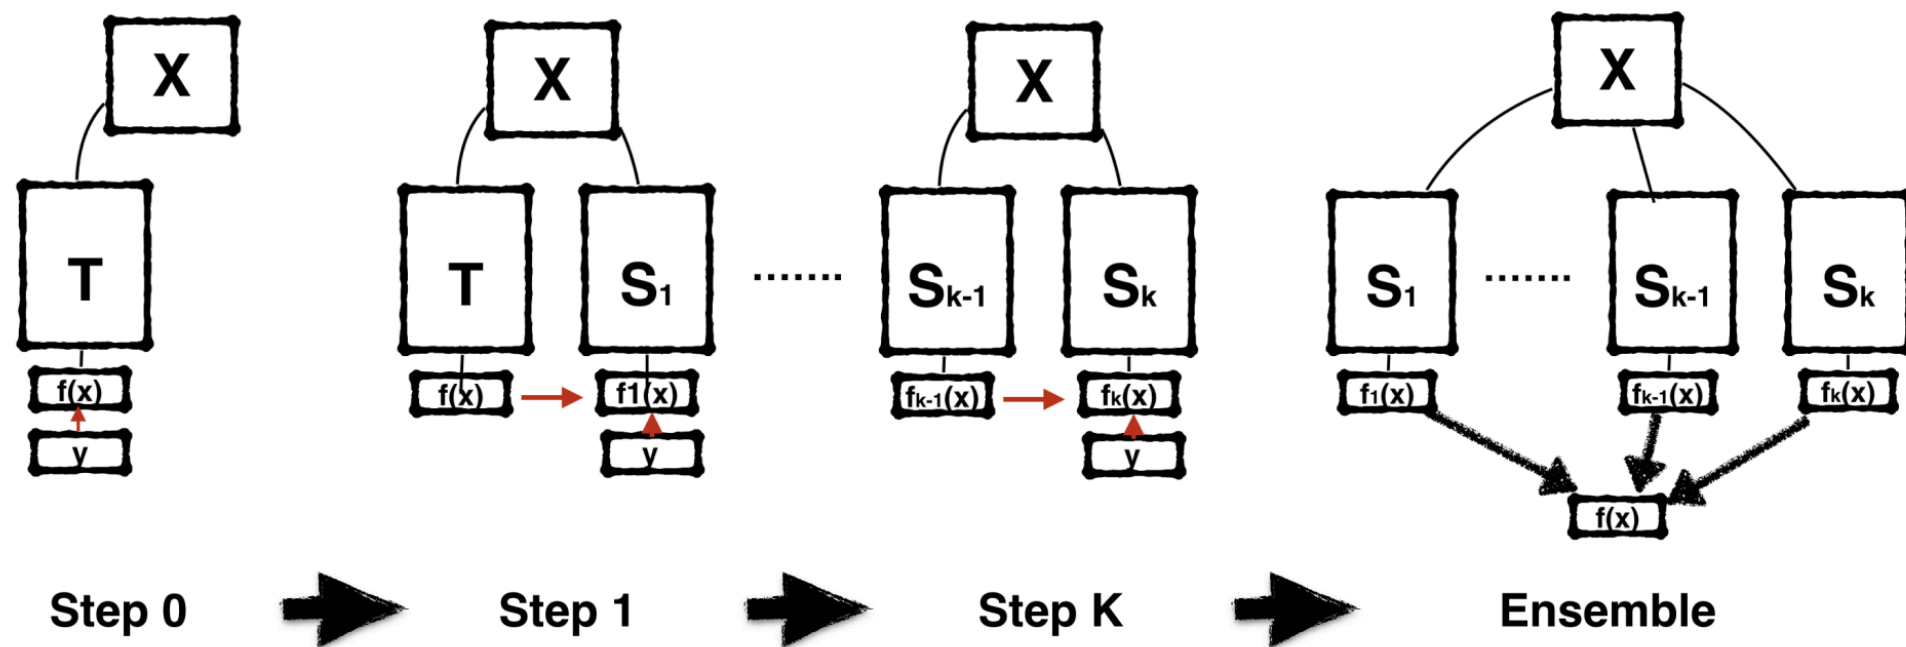 X
X
X
X
T
T
S1
.......
Sk-1
Sk
S1
.......
Sk-1
Sk
f(x)
f(x)
f1(x)
fk-1(x)
fk(x)
f1(x)
fk-1(x)
fk(x)
y
y
y
f(x)
Step 0
Step 1
Step K
Ensemble